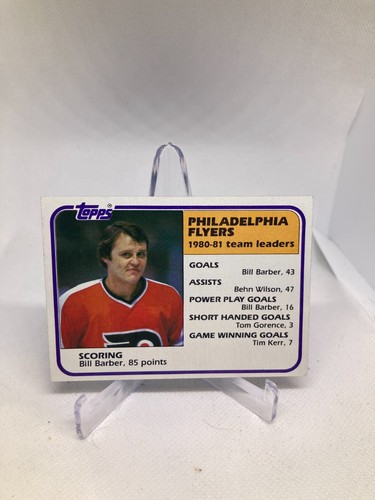 topps
PHILADELPHIA
FLYERS
1980-81 team leaders
GOALS
Bill Barber, 43
ASSISTS
Behn Wilson, 47
POWER PLAY GOALS
Bill Barber, 16
SHORT HANDED GOALS
Tom Gorence, 3
GAME WINNING GOALS
Tim Kerr, 7
SCORING
Bill Barber, 85 points